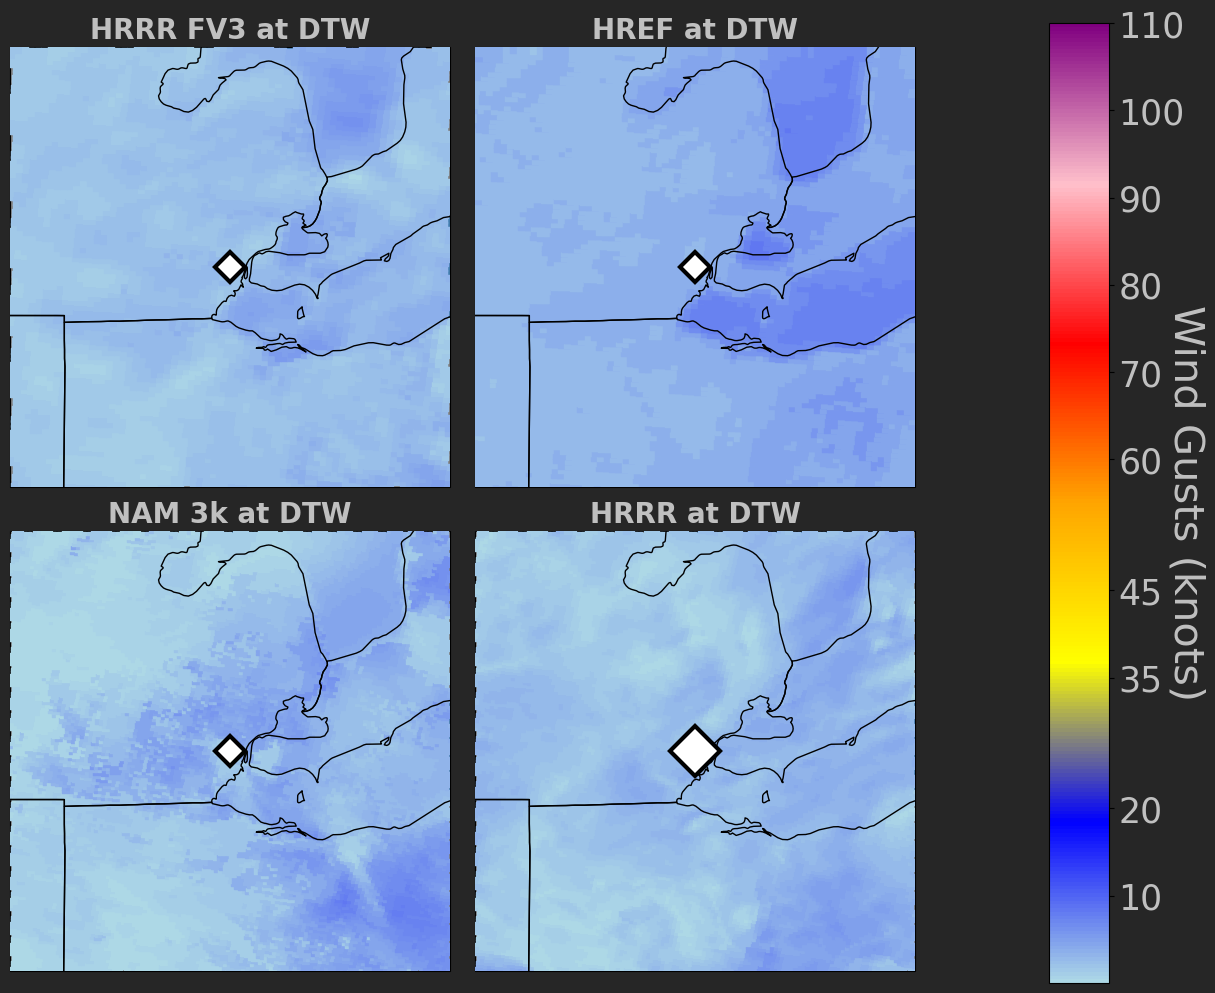 HRRR FV3 at DTW
HREF at DTW
NAM 3k at DTW
HRRR at DTW
110
100
90
80
70
60
45
35
20
10
Wind Gusts (knots)